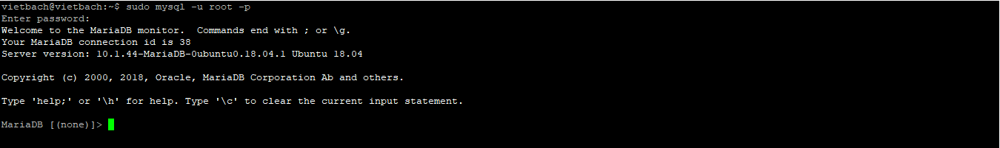 vietbach@vietbach:~$ sudo mysql -u root -p
Enter password:
Welcome to the MariaDB monitor.  Commands end with ; or \g.
Your MariaDB connection id is 38
Server version: 10.1.44-MariaDB-0ubuntu0.18.04.1 Ubuntu 18.04
Copyright (c) 2000, 2018, Oracle, MariaDB Corporation Ab and others.
Type 'help;' or '\h' for help. Type '\c' to clear the current input statement.
MariaDB [(none)]>